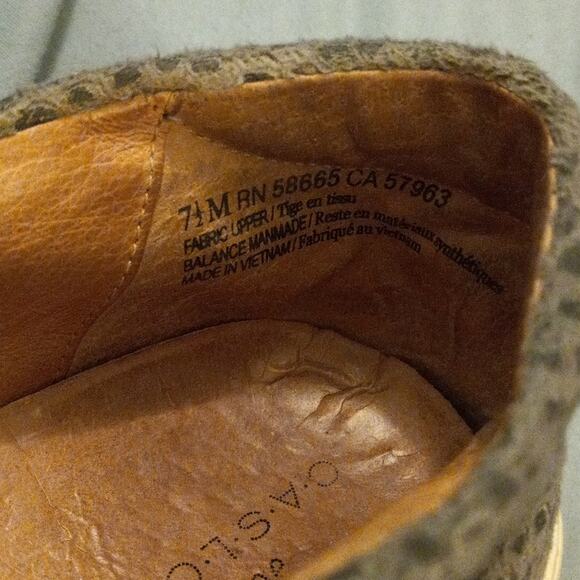 7½ M RN 58665 CA 57963
FABRIC UPPER / Tige en tissu
BALANCE MANMADE / Reste en matériaux synthétiques
MADE IN VIETNAM / Fabriqué au vietnam
C.A.S.L.O